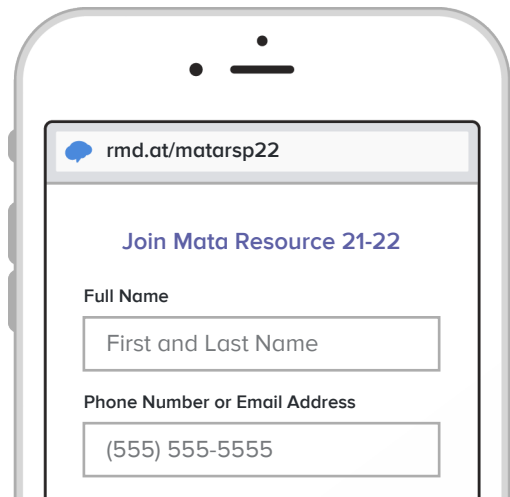 rmd.at/matarsp22
Join Mata Resource 21-22
Full Name
First and Last Name
Phone Number or Email Address
(555) 555-5555